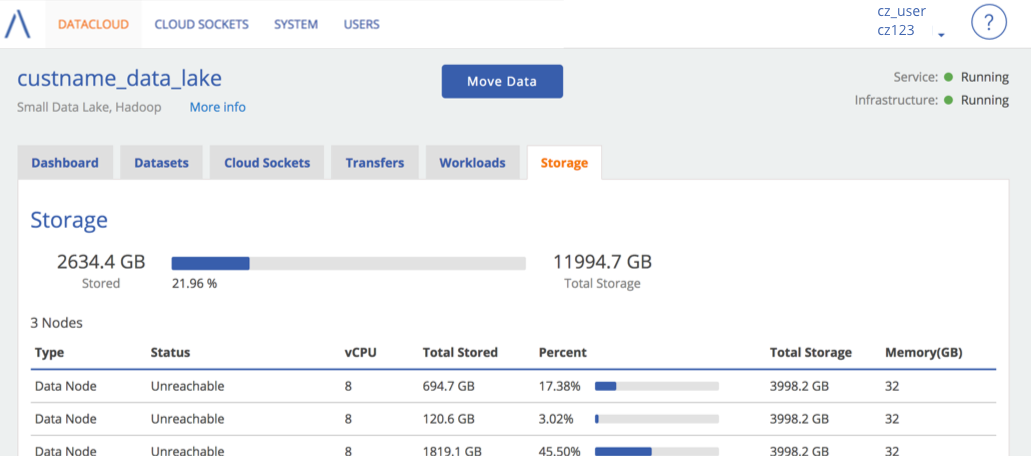 DATACLOUD CLOUD SOCKETS SYSTEM USERS
cz_user
cz123
?
custname_data_lake
Move Data
Service: Running
Small Data Lake, Hadoop More info
Infrastructure: Running
Dashboard Datasets Cloud Sockets Transfers Workloads Storage
Storage
2634.4 GB 11994.7 GB
Stored 21.96 % Total Storage
3 Nodes
Type Status vCPU Total Stored Percent Total Storage Memory(GB)
Data Node Unreachable 8 694.7 GB 17.38% 3998.2 GB 32
Data Node Unreachable 8 120.6 GB 3.02% 3998.2 GB 32
Data Node Unreachable 8 1819.1 GB 45.50% 3998.2 GB 32